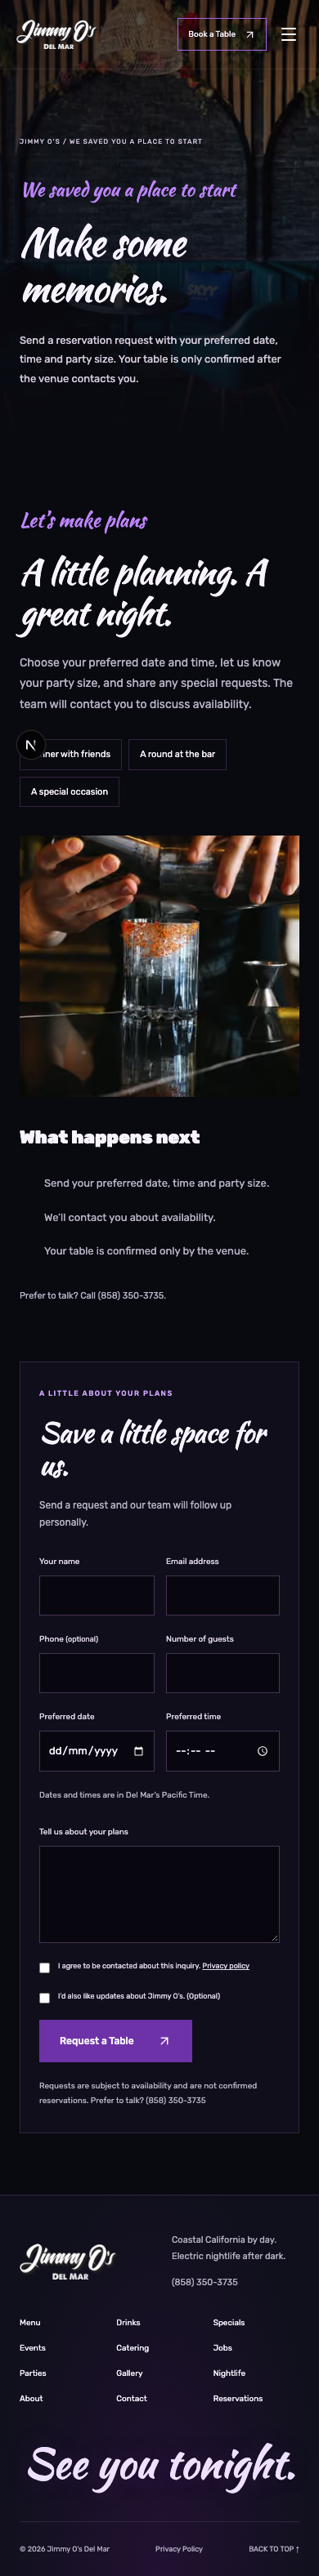 Jimmy O's
DEL MAR
Book a Table
JIMMY O'S / WE SAVED YOU A PLACE TO START
We saved you a place to start
Make some
memories.
Send a reservation request with your preferred date,
time and party size. Your table is only confirmed after
the venue contacts you.
Let's make plans
A little planning. A
great night.
Choose your preferred date and time, let us know
your party size, and share any special requests. The
team will contact you to discuss availability.
N
with friends
A round at the bar
A special occasion
What happens next
Send your preferred date, time and party size.
We'll contact you about availability.
Your table is confirmed only by the venue.
Prefer to talk? Call (858) 350-3735.
A LITTLE ABOUT YOUR PLANS
Save a little space for
us.
Send a request and our team will follow up
personally.
Your name
Email address
Phone (optional)
Number of guests
Preferred date
Preferred time
dd/mm/yyyy
--:-- --
Dates and times are in Del Mar's Pacific Time.
Tell us about your plans
I agree to be contacted about this inquiry. Privacy policy
I'd also like updates about Jimmy O's. (Optional)
Request a Table
Requests are subject to availability and are not confirmed
reservations. Prefer to talk? (858) 350-3735
Jimmy O's
DEL MAR
Coastal California by day.
Electric nightlife after dark.
(858) 350-3735
Menu
Drinks
Specials
Events
Catering
Jobs
Parties
Gallery
Nightlife
About
Contact
Reservations
See you tonight.
© 2026 Jimmy O's Del Mar
Privacy Policy
BACK TO TOP ↑